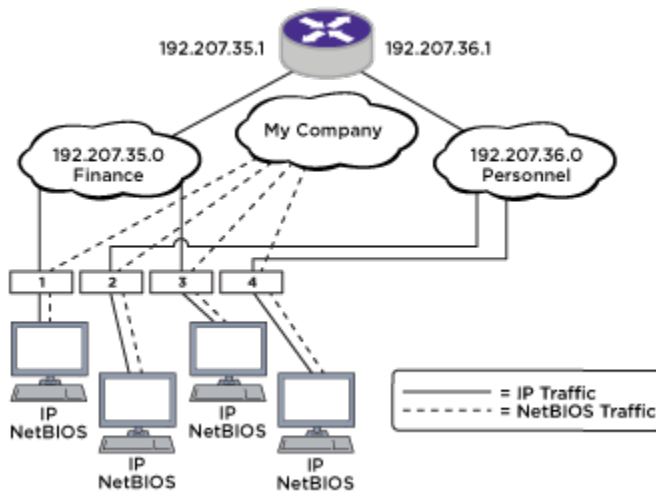 192.207.35.1
192.207.36.1
My Company
192.207.35.0
Finance
192.207.36.0
Personnel
1
2
3
4
IP
NetBIOS
IP
NetBIOS
IP
NetBIOS
IP
NetBIOS
= IP Traffic
= NetBIOS Traffic